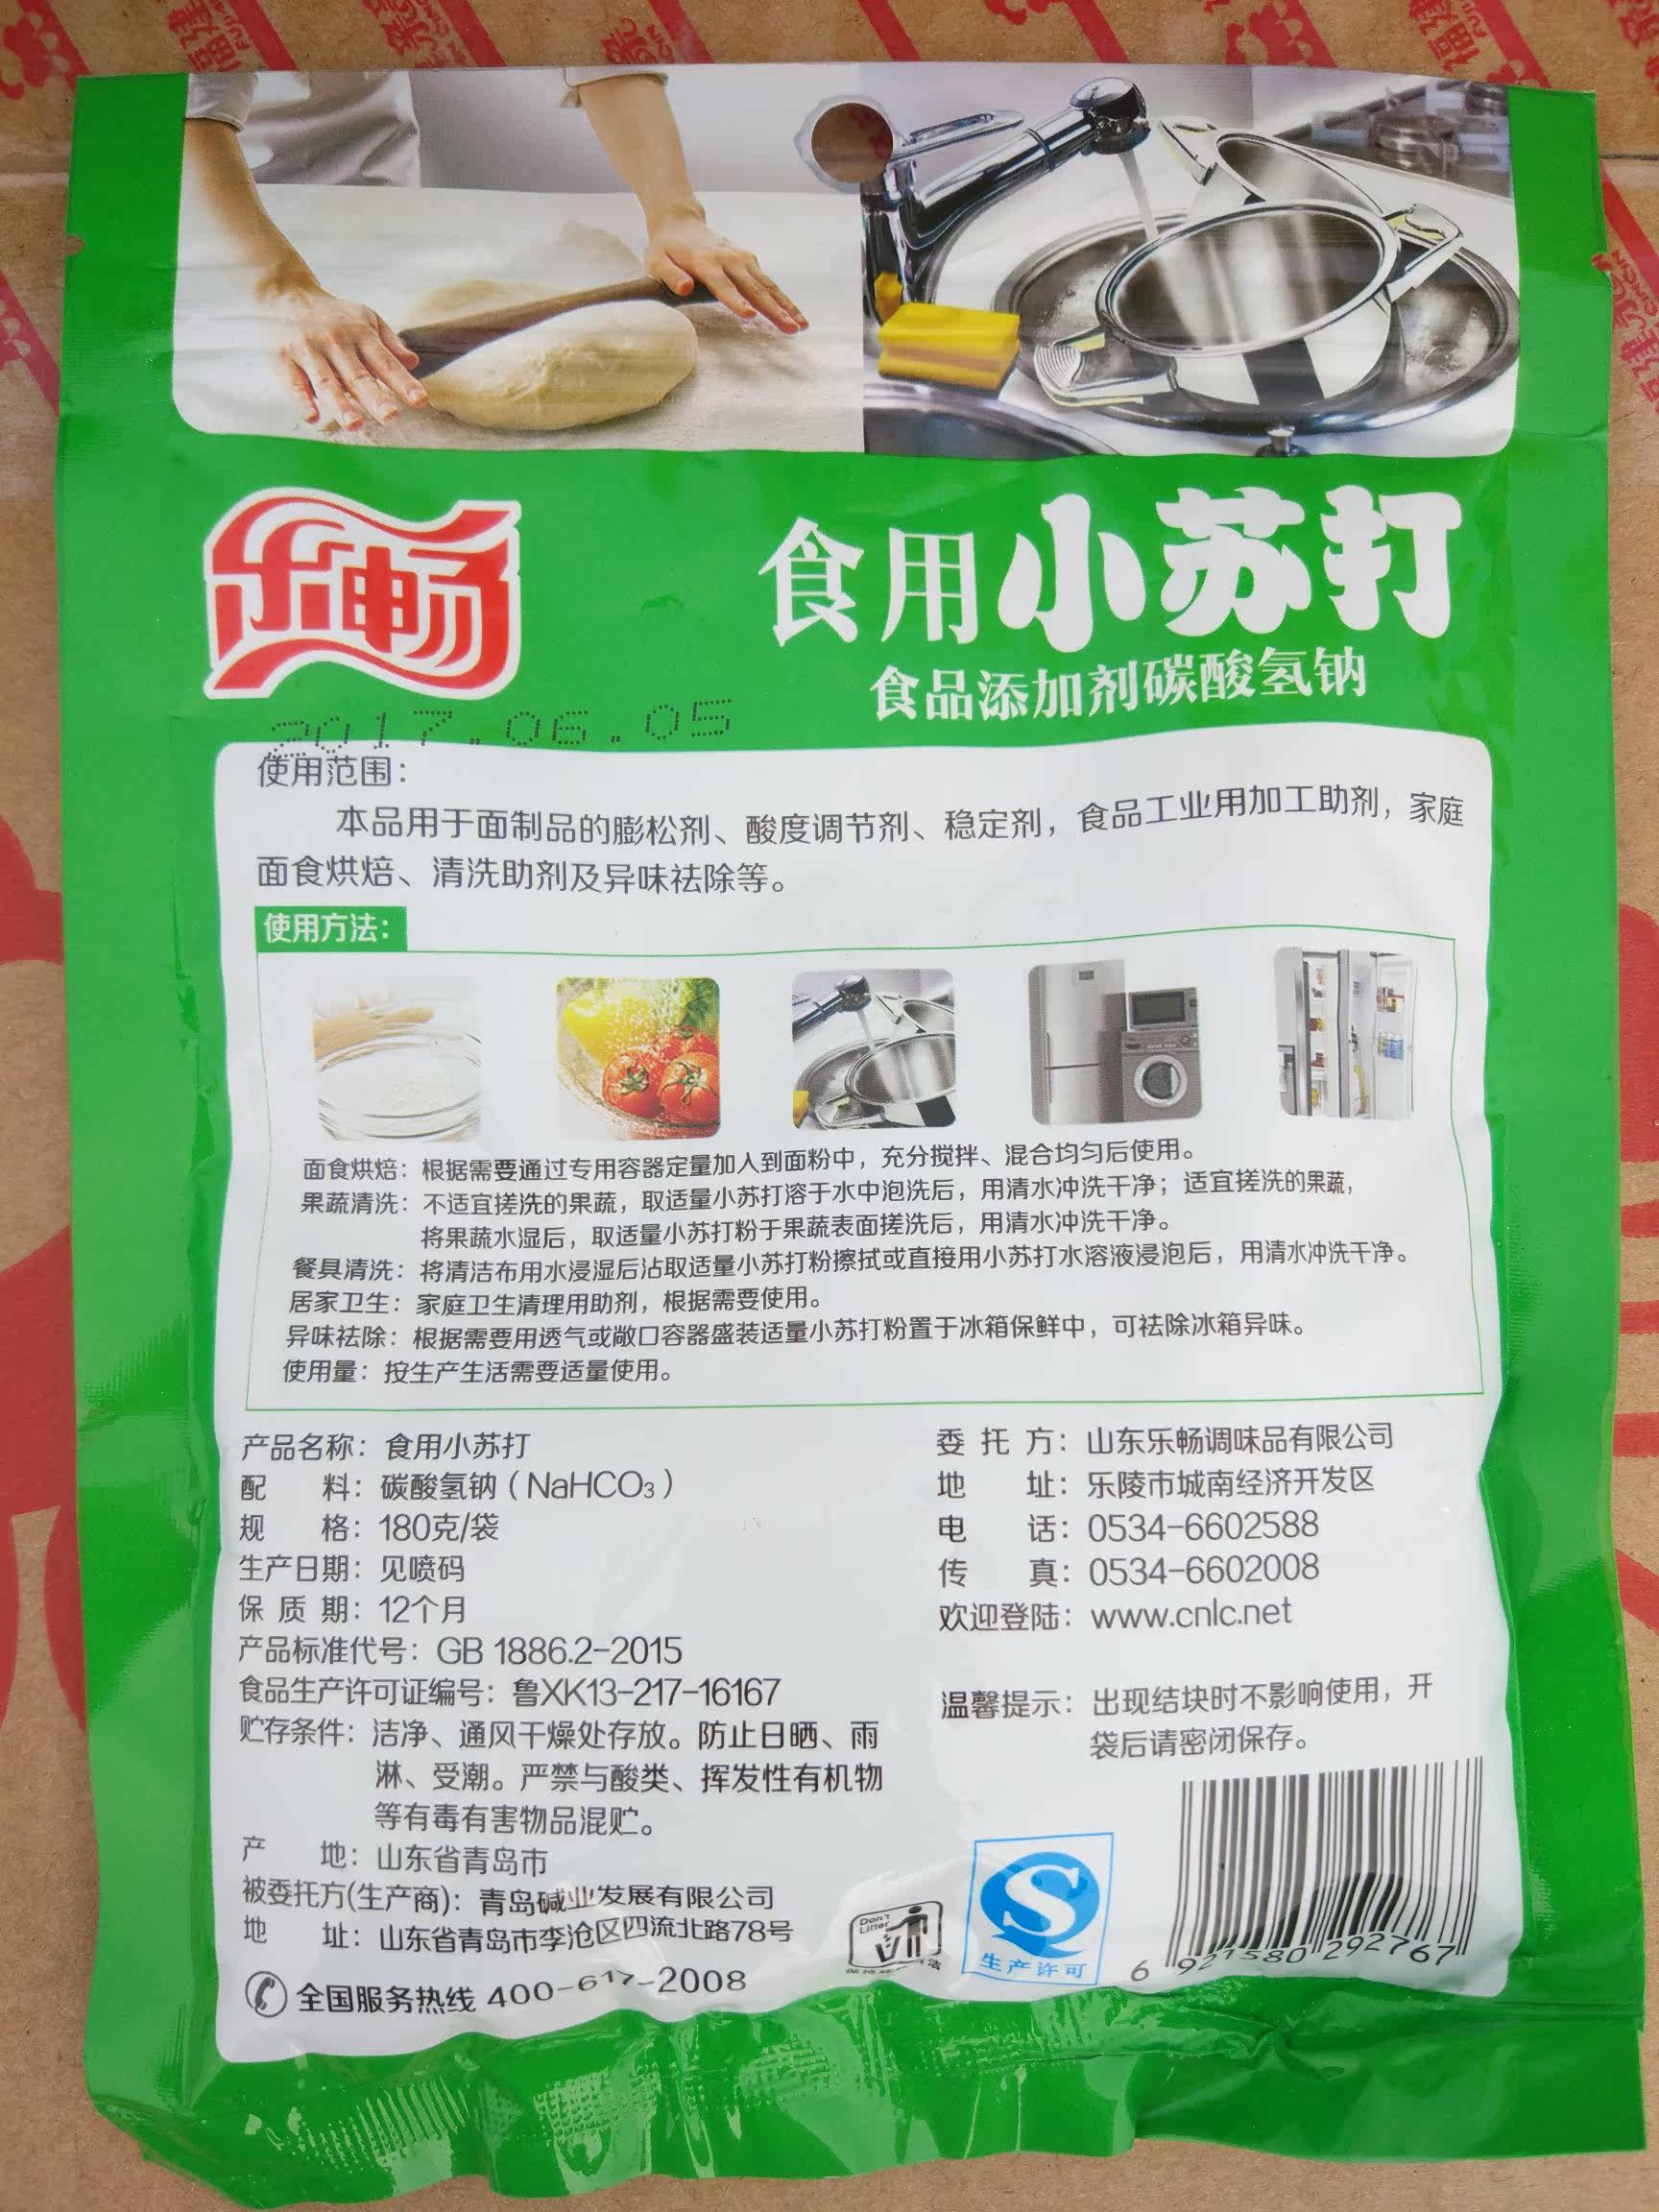 乐畅
食用小苏打
食品添加剂碳酸氢钠
2017.06.05
使用范围：
本品用于面制品的膨松剂、酸度调节剂、稳定剂，食品工业用加工助剂，家庭
面食烘焙、清洗助剂及异味祛除等。
使用方法：
面食烘焙：根据需要通过专用容器定量加入到面粉中，充分搅拌、混合均匀后使用。
果蔬清洗：不适宜搓洗的果蔬，取适量小苏打溶于水中泡洗后，用清水冲洗干净；适宜搓洗的果蔬，
将果蔬水湿后，取适量小苏打粉于果蔬表面搓洗后，用清水冲洗干净。
餐具清洗：将清洁布用水浸湿后沾取适量小苏打粉擦拭或直接用小苏打水溶液浸泡后，用清水冲洗干净。
居家卫生：家庭卫生清理用助剂，根据需要使用。
异味祛除：根据需要用透气或敞口容器盛装适量小苏打粉置于冰箱保鲜中，可祛除冰箱异味。
使用量：按生产生活需要适量使用。
产品名称：食用小苏打
配 料：碳酸氢钠（NaHCO₃）
规 格：180克/袋
生产日期：见喷码
保 质 期：12个月
产品标准代号：GB 1886.2-2015
食品生产许可证编号：鲁XK13-217-16167
贮存条件：洁净、通风干燥处存放。防止日晒、雨
淋、受潮。严禁与酸类、挥发性有机物
等有毒有害物品混贮。
产 地：山东省青岛市
被委托方(生产商)：青岛碱业发展有限公司
地 址：山东省青岛市李沧区四流北路78号
全国服务热线 400-617-2008
委 托 方：山东乐畅调味品有限公司
地 址：乐陵市城南经济开发区
电 话：0534-6602588
传 真：0534-6602008
欢迎登陆：www.cnlc.net
温馨提示：出现结块时不影响使用，开
袋后请密闭保存。
Don't
Litter
生产许可
6 921580 292767